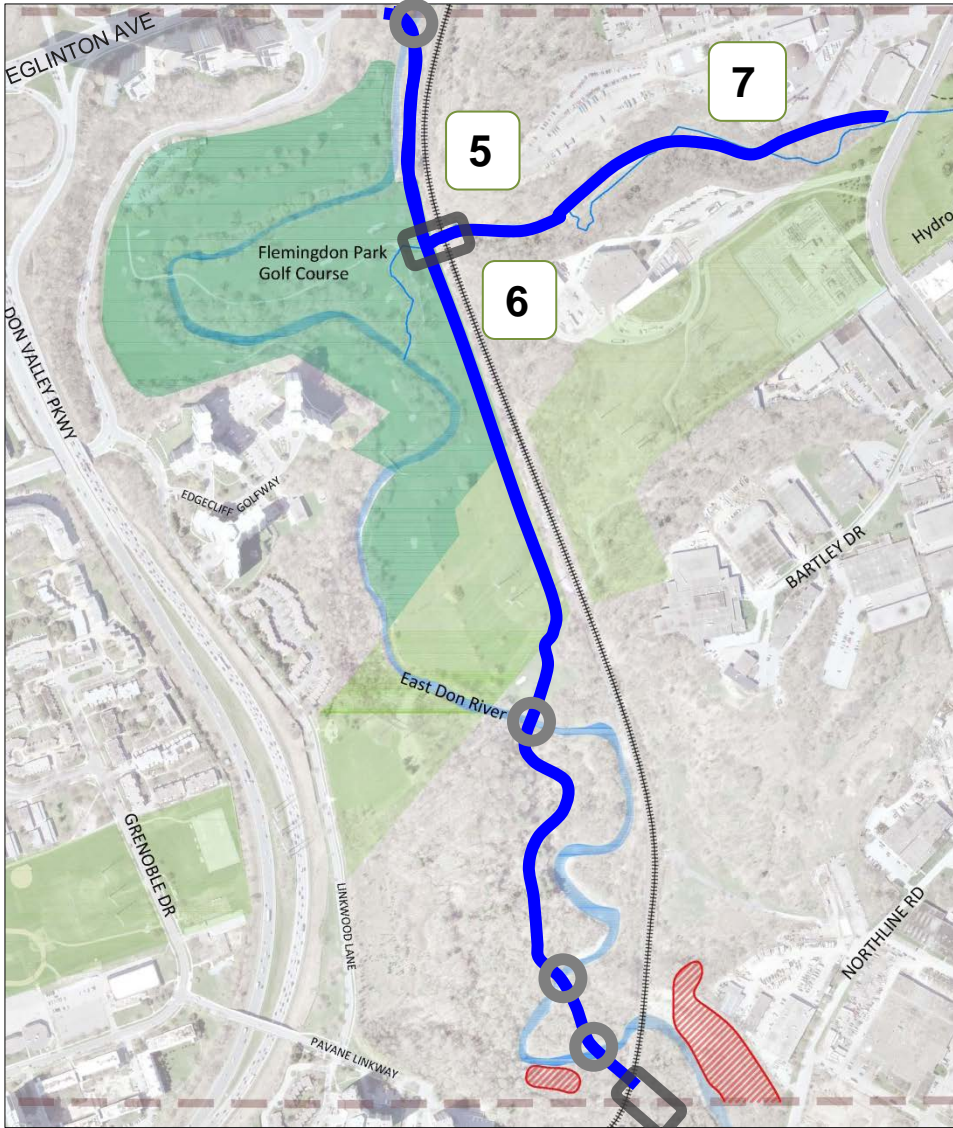 EGLINTON AVE
7
5
Hydro
Flemingdon Park
Golf Course
6
DON VALLEY PKWY
EDGECLIFF GOLFWAY
BARTLEY DR
East Don River
GRENOBLE DR
LINKWOOD LANE
NORTHLINE RD
PAVANE LINKWAY